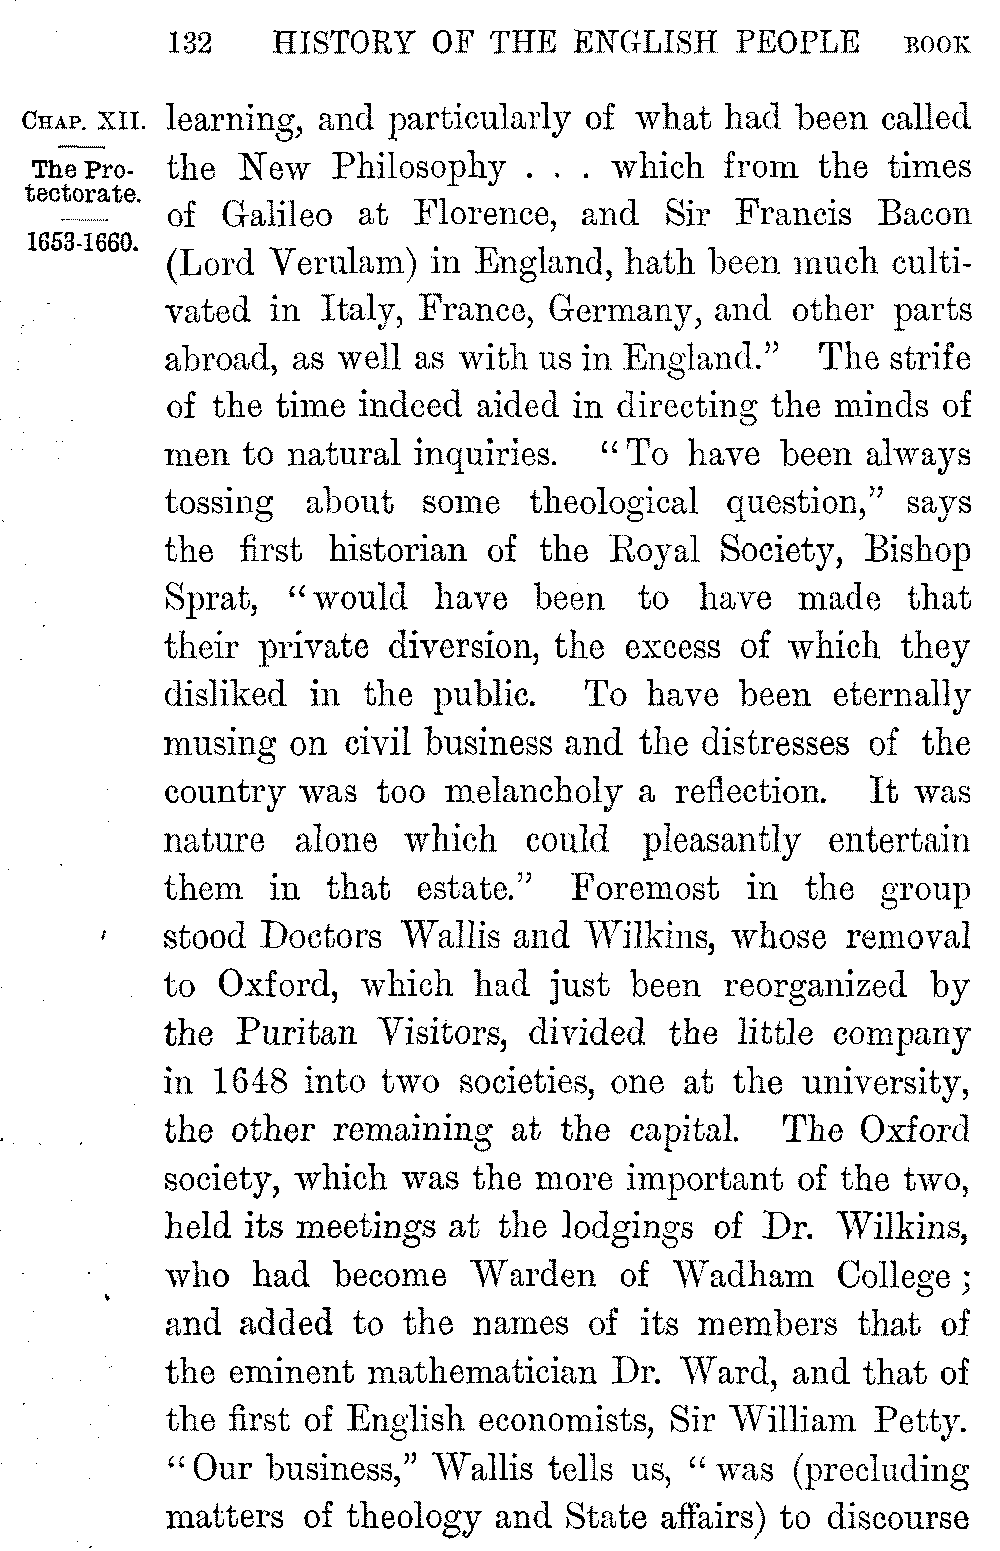 132 HISTORY OF THE ENGLISH PEOPLE BOOK
CHAP. XII.
The Pro-
tectorate.
1653-1660.
learning, and particularly of what had been called
the New Philosophy . . . which from the times
of Galileo at Florence, and Sir Francis Bacon
(Lord Verulam) in England, hath been much culti-
vated in Italy, France, Germany, and other parts
abroad, as well as with us in England.” The strife
of the time indeed aided in directing the minds of
men to natural inquiries. “To have been always
tossing about some theological question,” says
the first historian of the Royal Society, Bishop
Sprat, “would have been to have made that
their private diversion, the excess of which they
disliked in the public. To have been eternally
musing on civil business and the distresses of the
country was too melancholy a reflection. It was
nature alone which could pleasantly entertain
them in that estate.” Foremost in the group
stood Doctors Wallis and Wilkins, whose removal
to Oxford, which had just been reorganized by
the Puritan Visitors, divided the little company
in 1648 into two societies, one at the university,
the other remaining at the capital. The Oxford
society, which was the more important of the two,
held its meetings at the lodgings of Dr. Wilkins,
who had become Warden of Wadham College ;
and added to the names of its members that of
the eminent mathematician Dr. Ward, and that of
the first of English economists, Sir William Petty.
“Our business,” Wallis tells us, “was (precluding
matters of theology and State affairs) to discourse